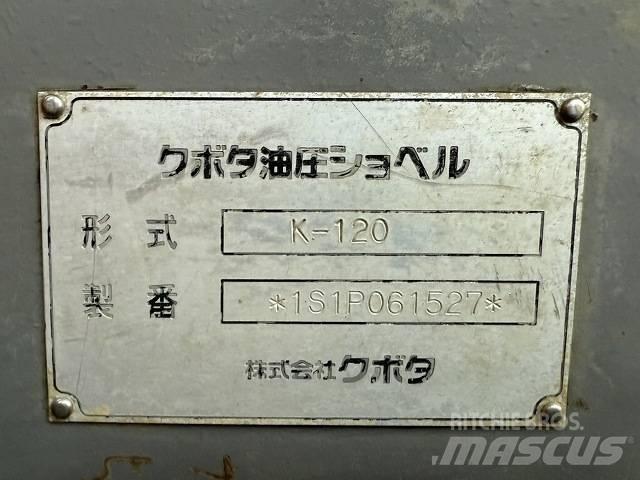 クボタ油圧ショベル
形式 K-120
製番 *1S1P061527*
株式会社クボタ
RITCHIE BROS.
MASCUS